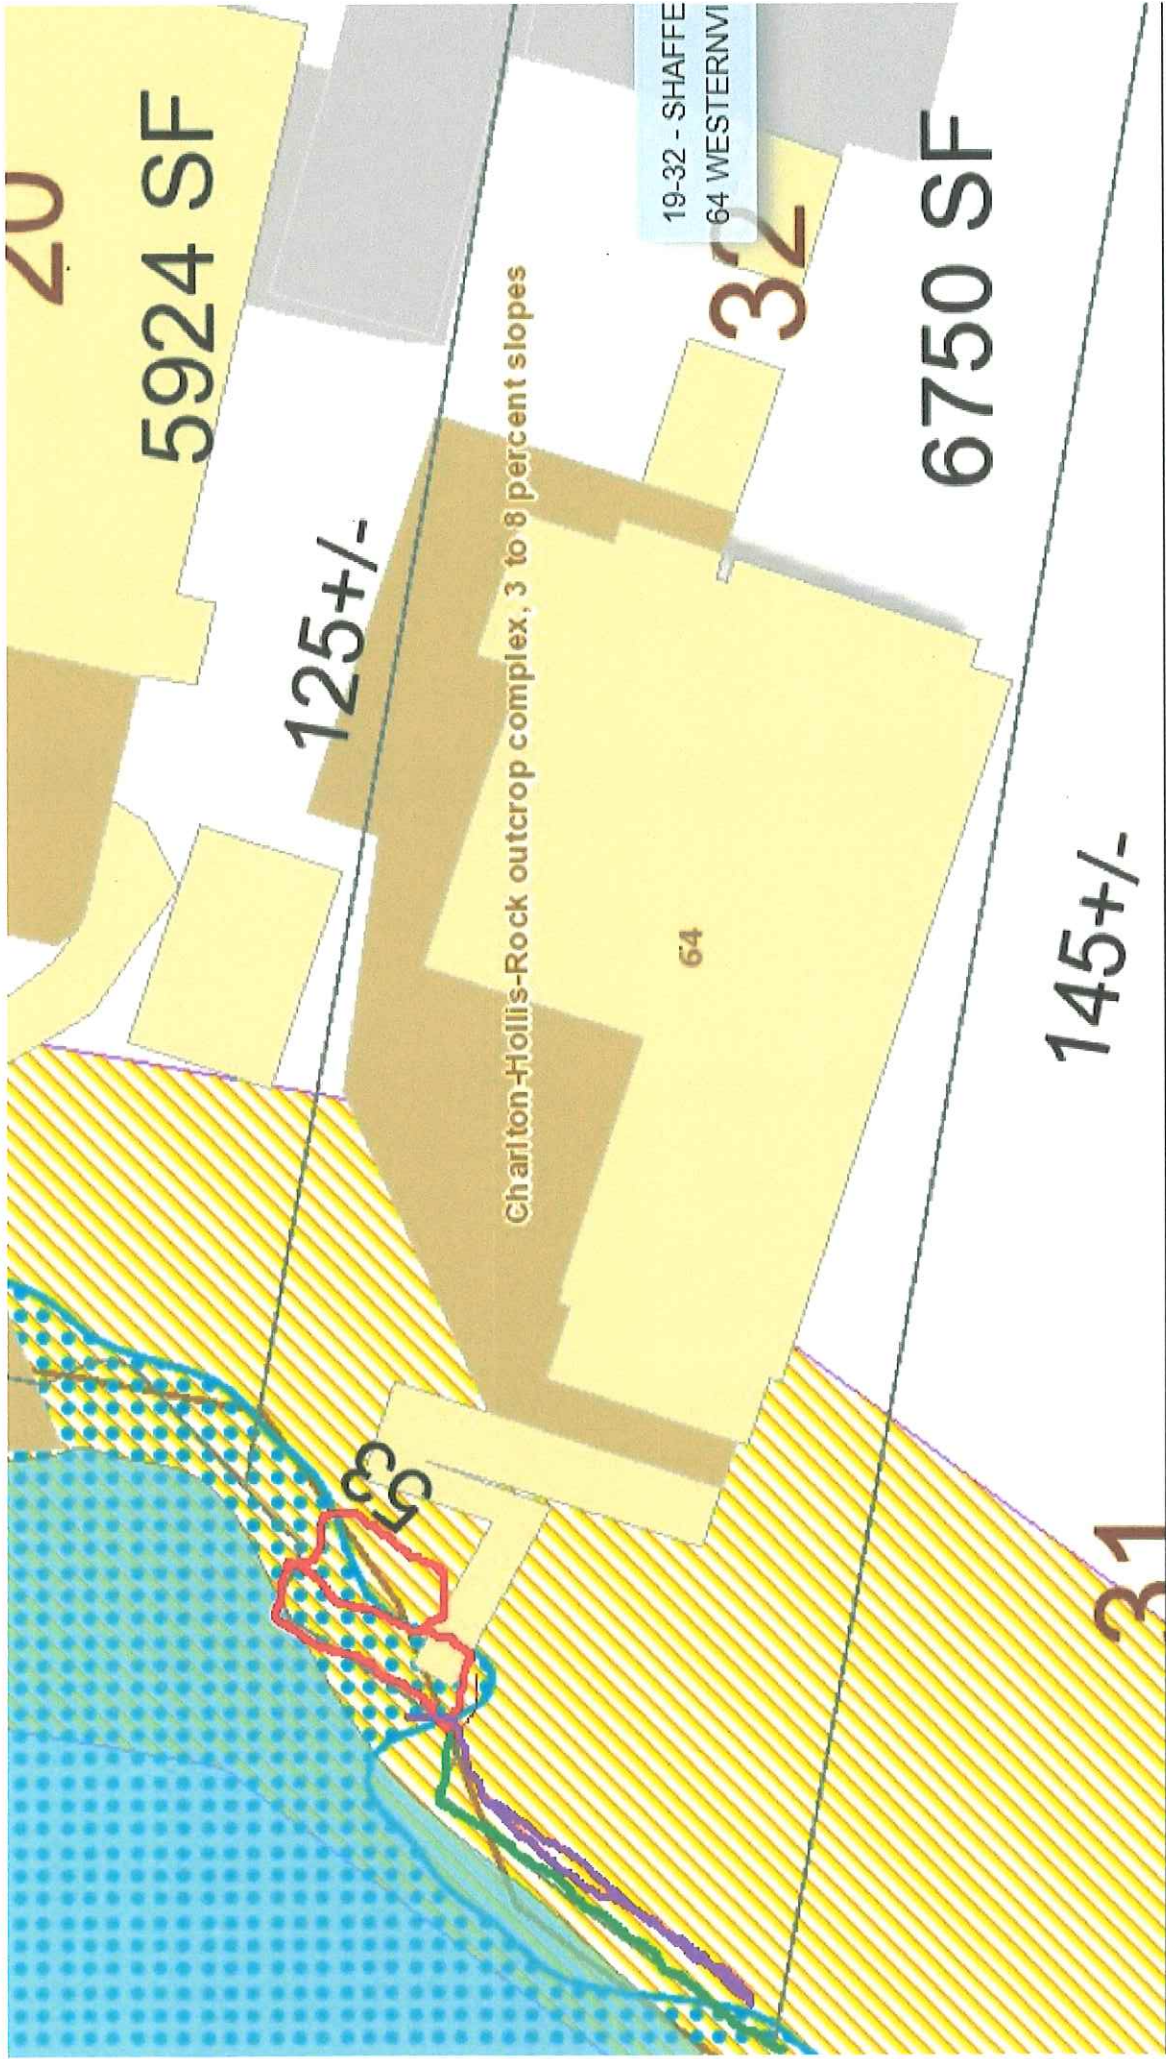 20
5924 SF
125+/-
Charlton-Hollis-Rock outcrop complex, 3 to 8 percent slopes
19-32 - SHAFFE
64 WESTERNVI
32
6750 SF
64
145+/-
53
31